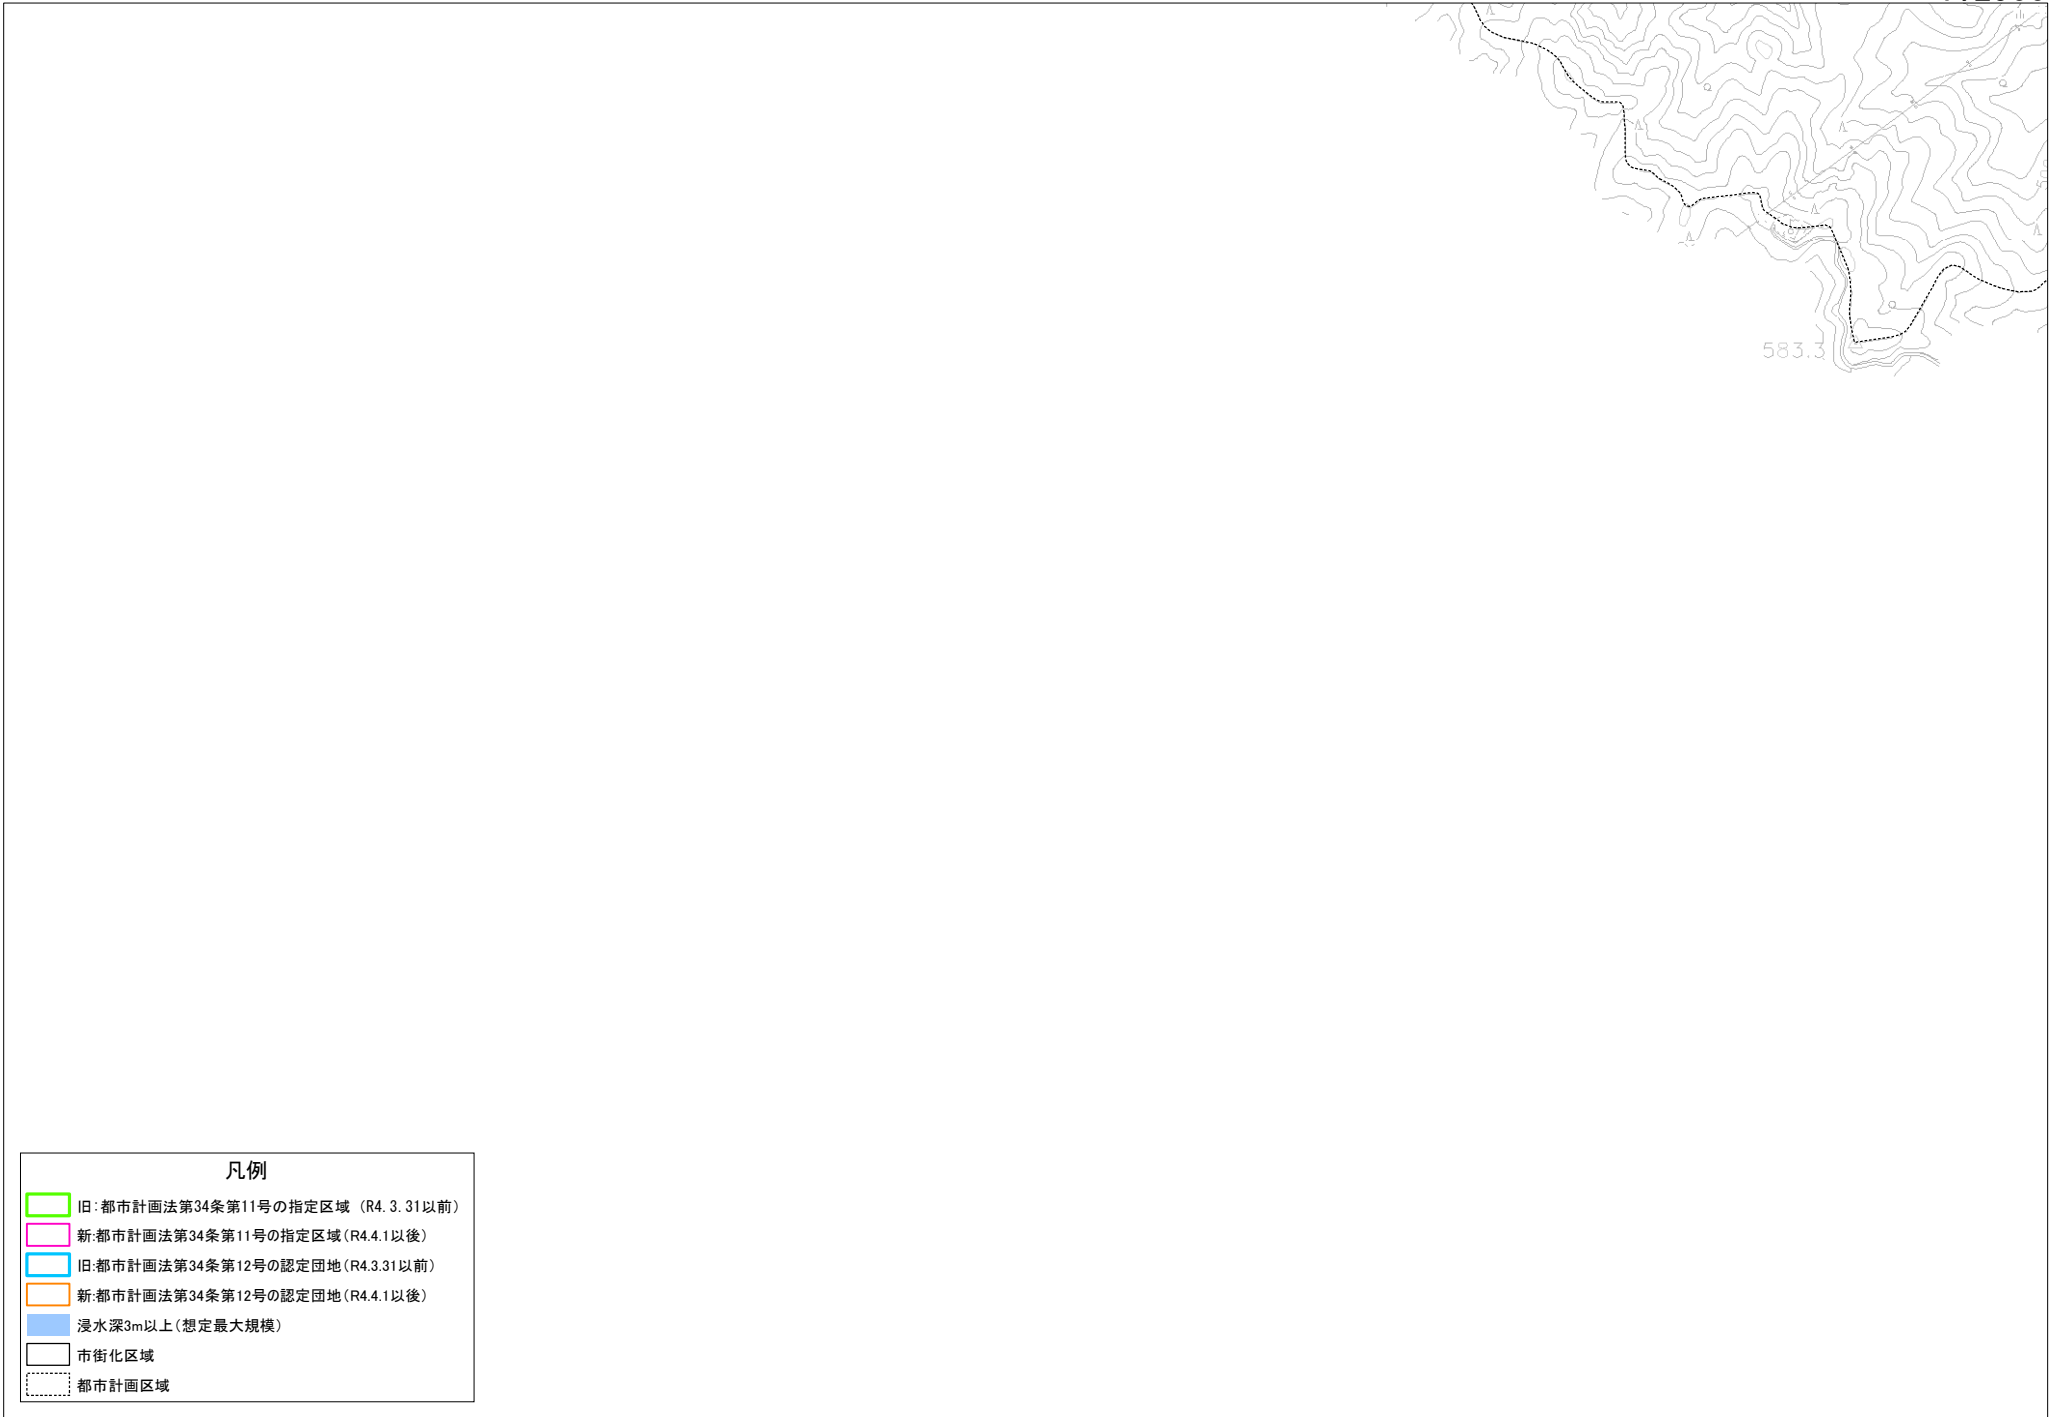 583.3
凡例
旧:都市計画法第34条第11号の指定区域 (R4.3.31以前)
新:都市計画法第34条第11号の指定区域(R4.4.1以後)
旧:都市計画法第34条第12号の認定団地(R4.3.31以前)
新:都市計画法第34条第12号の認定団地(R4.4.1以後)
浸水深3m以上(想定最大規模)
市街化区域
都市計画区域